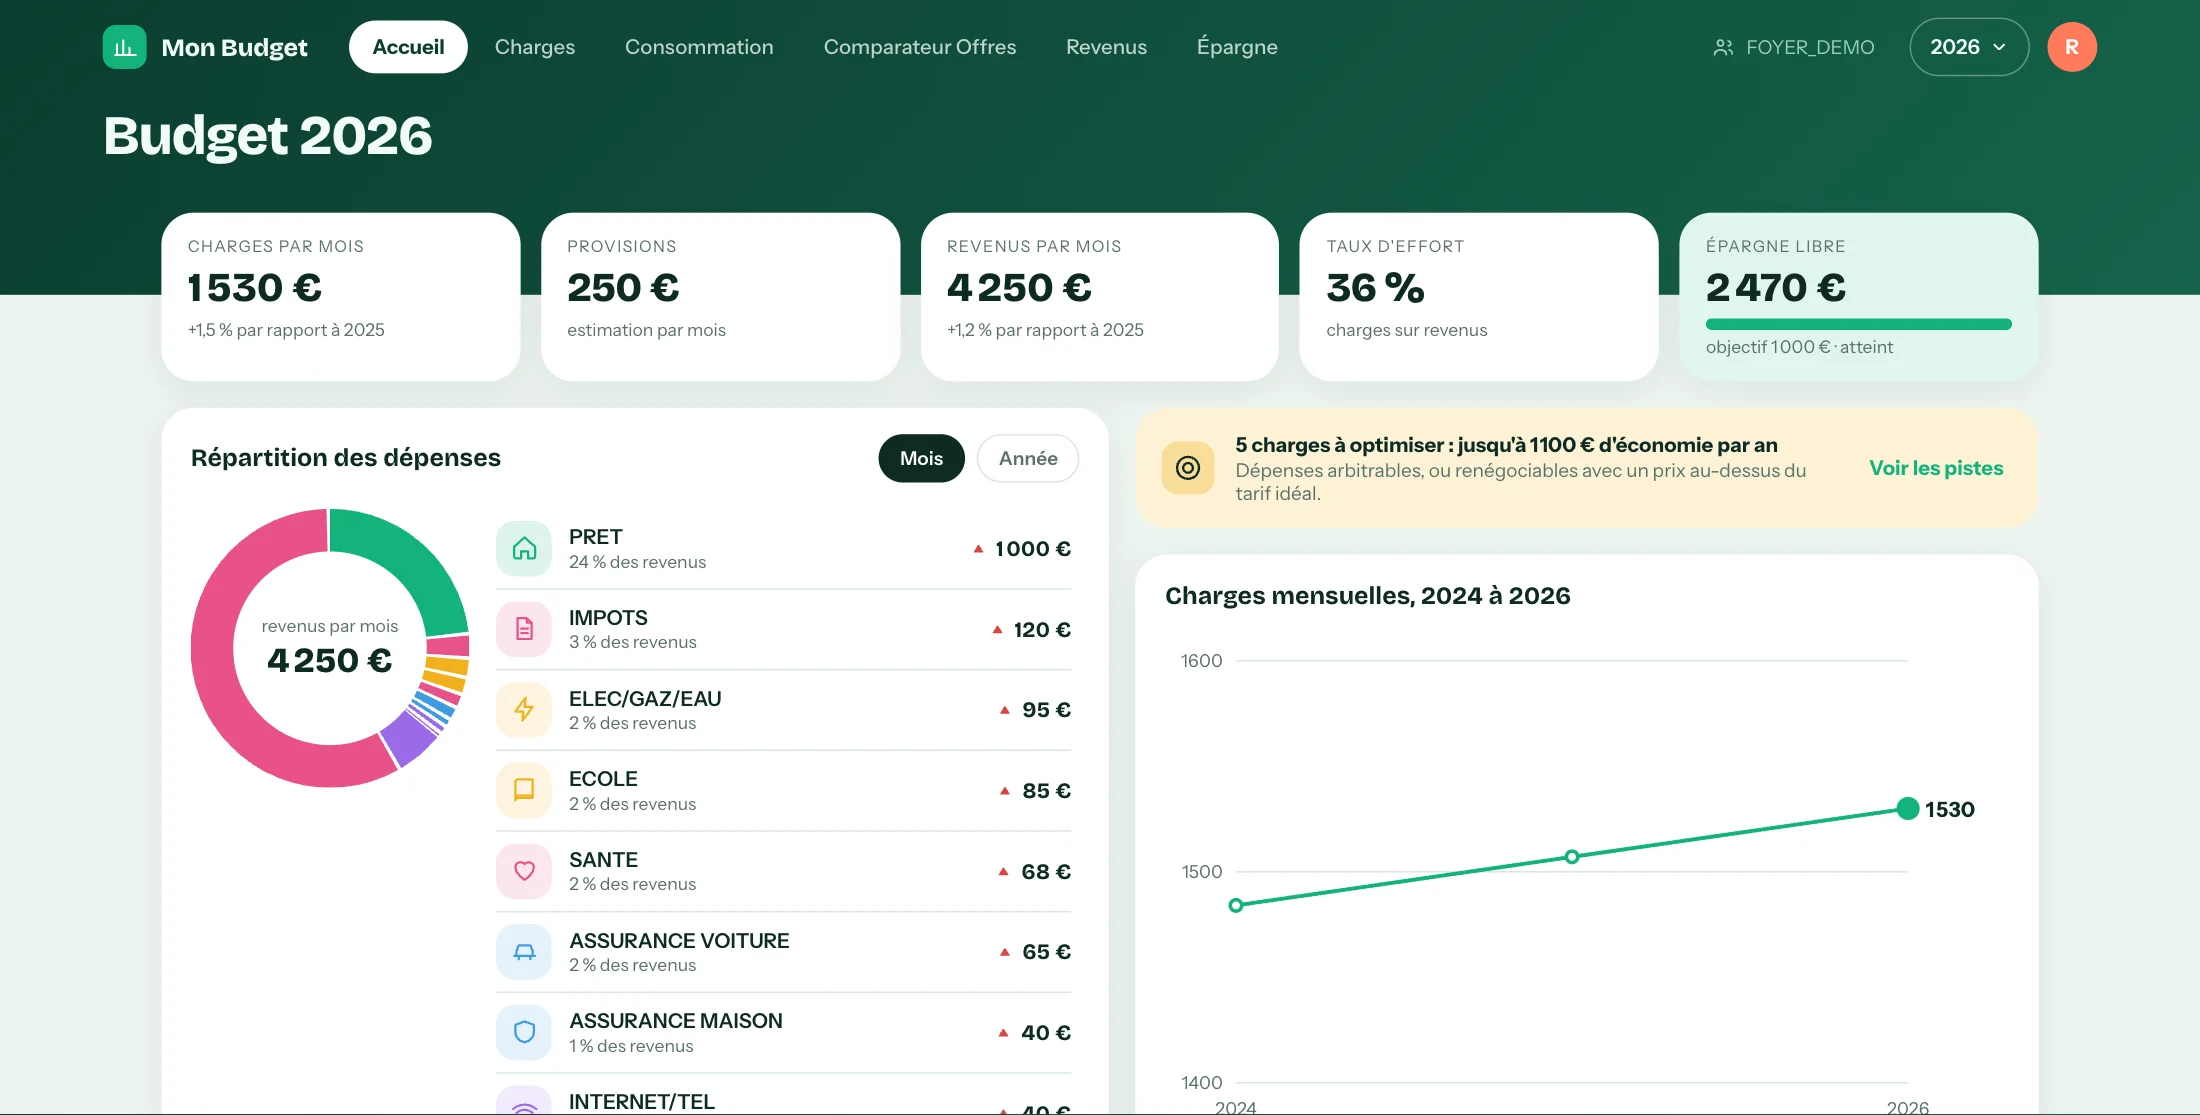 Mon Budget
Accueil
Charges
Consommation
Comparateur Offres
Revenus
Épargne
FOYER_DEMO
2026
R
Budget 2026
CHARGES PAR MOIS
1 530 €
+1,5 % par rapport à 2025
PROVISIONS
250 €
estimation par mois
REVENUS PAR MOIS
4 250 €
+1,2 % par rapport à 2025
TAUX D'EFFORT
36 %
charges sur revenus
ÉPARGNE LIBRE
2 470 €
objectif 1 000 € · atteint
Répartition des dépenses
Mois
Année
revenus par mois
4 250 €
PRET
24 % des revenus
1 000 €
IMPOTS
3 % des revenus
120 €
ELEC/GAZ/EAU
2 % des revenus
95 €
ECOLE
2 % des revenus
85 €
SANTE
2 % des revenus
68 €
ASSURANCE VOITURE
2 % des revenus
65 €
ASSURANCE MAISON
1 % des revenus
40 €
INTERNET/TEL
40 €
5 charges à optimiser : jusqu'à 1 100 € d'économie par an
Dépenses arbitrables, ou renégociables avec un prix au-dessus du
tarif idéal.
Voir les pistes
Charges mensuelles, 2024 à 2026
1600
1530
1500
1400
2024
2026